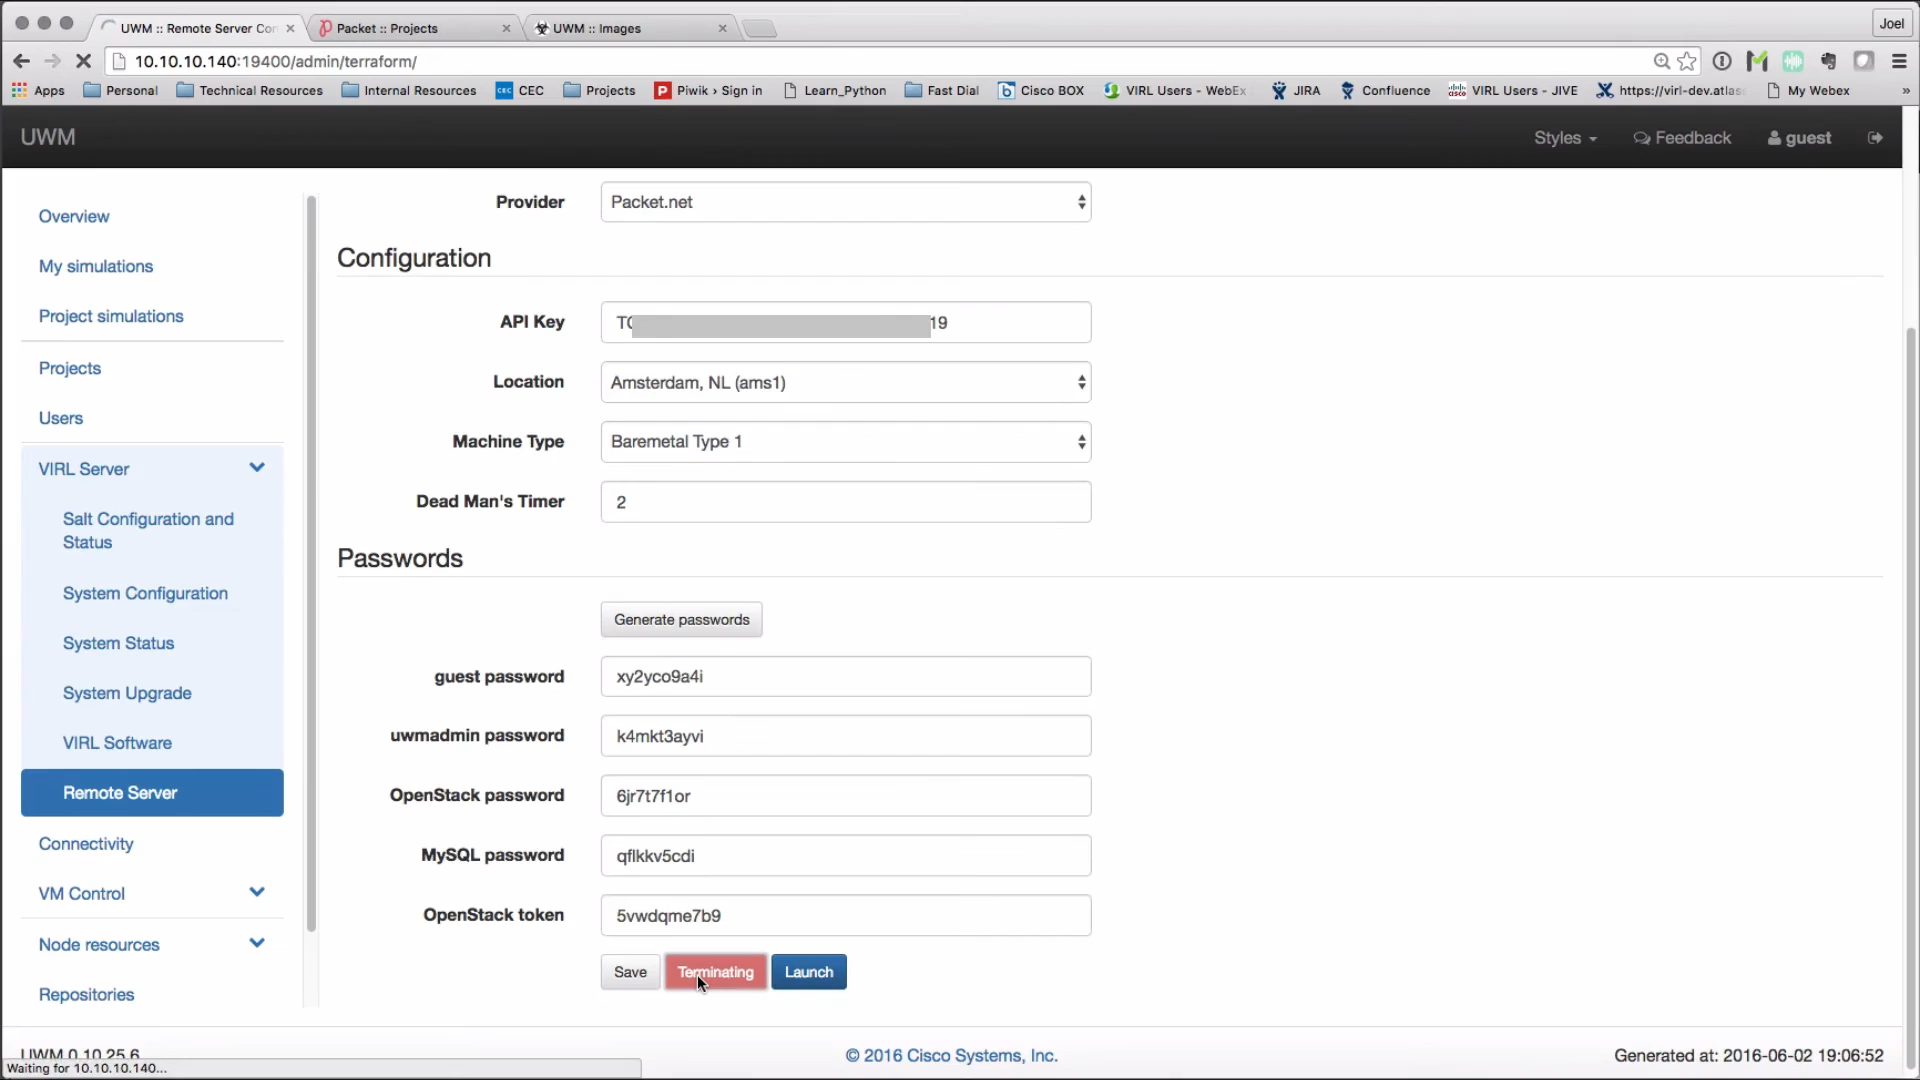 UWM :: Remote Server Con
Packet :: Projects
UWM :: Images
Joel
10.10.10.140:19400/admin/terraform/
Apps
Personal
Technical Resources
Internal Resources
CEC
Projects
Piwik › Sign in
Learn_Python
Fast Dial
Cisco BOX
VIRL Users - WebEx
JIRA
Confluence
VIRL Users - JIVE
https://virl-dev.atlas
My Webex
»
UWM
Styles
Feedback
guest
Overview
My simulations
Project simulations
Projects
Users
VIRL Server
Salt Configuration and
Status
System Configuration
System Status
System Upgrade
VIRL Software
Remote Server
Connectivity
VM Control
Node resources
Repositories
Provider
Packet.net
Configuration
API Key
T0 19
Location
Amsterdam, NL (ams1)
Machine Type
Baremetal Type 1
Dead Man's Timer
2
Passwords
Generate passwords
guest password
xy2yco9a4i
uwmadmin password
k4mkt3ayvi
OpenStack password
6jr7t7f1or
MySQL password
qflkkv5cdi
OpenStack token
5vwdqme7b9
Save
Terminating
Launch
UWM 0.10.25.6
Waiting for 10.10.10.140...
© 2016 Cisco Systems, Inc.
Generated at: 2016-06-02 19:06:52